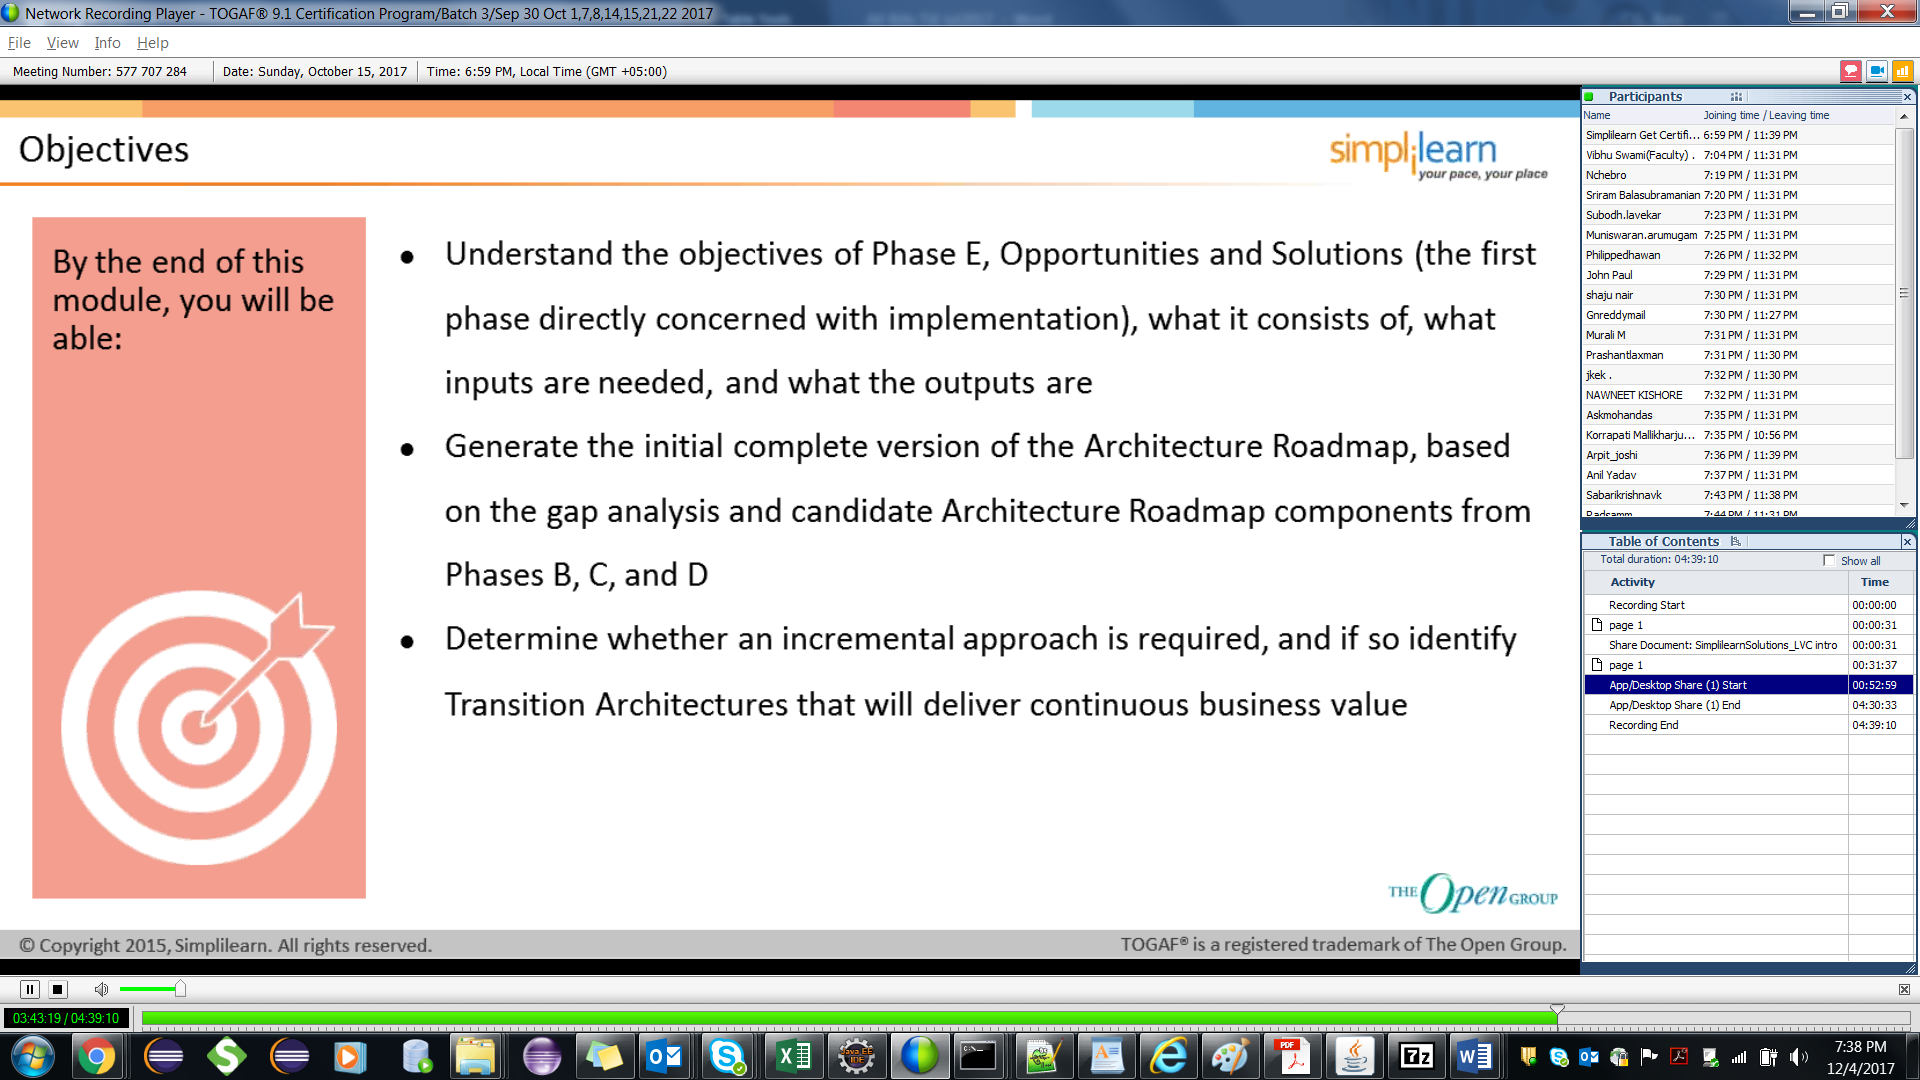 Network Recording Player - TOGAF® 9.1 Certification Program/Batch 3/Sep 30 Oct 1,7,8,14,15,21,22 2017
File View Info Help
Meeting Number: 577 707 284 Date: Sunday, October 15, 2017 Time: 6:59 PM, Local Time (GMT +05:00)
Objectives
simplilearn
your pace, your place
By the end of this
module, you will be
able:
● Understand the objectives of Phase E, Opportunities and Solutions (the first
phase directly concerned with implementation), what it consists of, what
inputs are needed, and what the outputs are
● Generate the initial complete version of the Architecture Roadmap, based
on the gap analysis and candidate Architecture Roadmap components from
Phases B, C, and D
● Determine whether an incremental approach is required, and if so identify
Transition Architectures that will deliver continuous business value
THE Open GROUP
© Copyright 2015, Simplilearn. All rights reserved.
TOGAF® is a registered trademark of The Open Group.
Participants
Name Joining time / Leaving time
Simplilearn Get Certifi... 6:59 PM / 11:39 PM
Vibhu Swami(Faculty) . 7:04 PM / 11:31 PM
Nchebro 7:19 PM / 11:31 PM
Sriram Balasubramanian 7:20 PM / 11:31 PM
Subodh.lavekar 7:23 PM / 11:31 PM
Muniswaran.arumugam 7:25 PM / 11:31 PM
Philippedhawan 7:26 PM / 11:32 PM
John Paul 7:29 PM / 11:31 PM
shaju nair 7:30 PM / 11:31 PM
Gnreddymail 7:30 PM / 11:27 PM
Murali M 7:31 PM / 11:31 PM
Prashantlaxman 7:31 PM / 11:30 PM
jkek . 7:32 PM / 11:30 PM
NAWNEET KISHORE 7:32 PM / 11:31 PM
Askmohandas 7:35 PM / 11:31 PM
Korrapati Mallikharju... 7:35 PM / 10:56 PM
Arpit_joshi 7:36 PM / 11:39 PM
Anil Yadav 7:37 PM / 11:31 PM
Sabarikrishnavk 7:43 PM / 11:38 PM
Radsamm 7:44 PM / 11:31 PM
Table of Contents
Total duration: 04:39:10 Show all
Activity Time
Recording Start 00:00:00
page 1 00:00:31
Share Document: SimplilearnSolutions_LVC intro 00:00:31
page 1 00:31:37
App/Desktop Share (1) Start 00:52:59
App/Desktop Share (1) End 04:30:33
Recording End 04:39:10
03:43:19 / 04:39:10
Java EE
IDE
PDF
7z
7:38 PM
12/4/2017